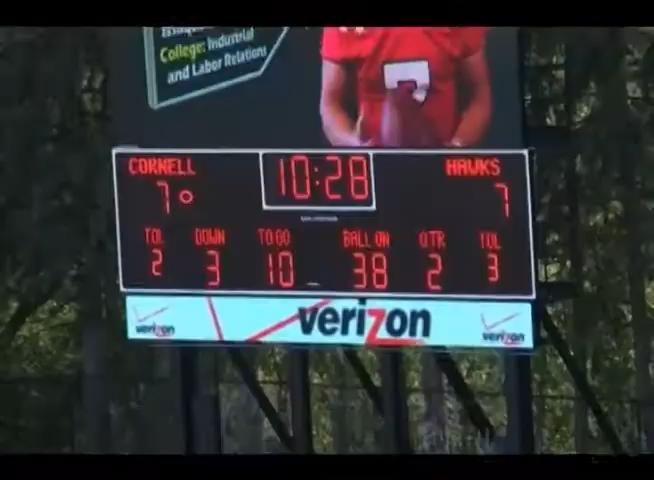 College: Industrial
and Labor Relations
CORNELL 10:28 HAWKS
7 7
TOL DOWN TO GO BALL ON QTR TOL
2 3 10 38 2 3
verizon verizon verizon